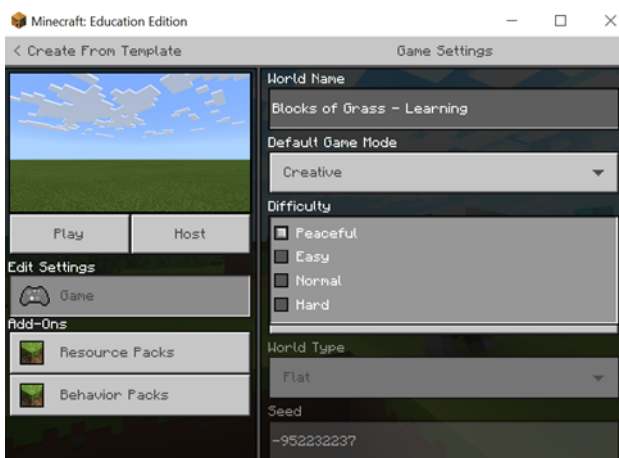 Minecraft: Education Edition
< Create From Template
Game Settings
Play
Host
Edit Settings
Game
Add-Ons
Resource Packs
Behavior Packs
World Name
Blocks of Grass - Learning
Default Game Mode
Creative
Difficulty
Peaceful
Easy
Normal
Hard
World Type
Flat
Seed
-952232237